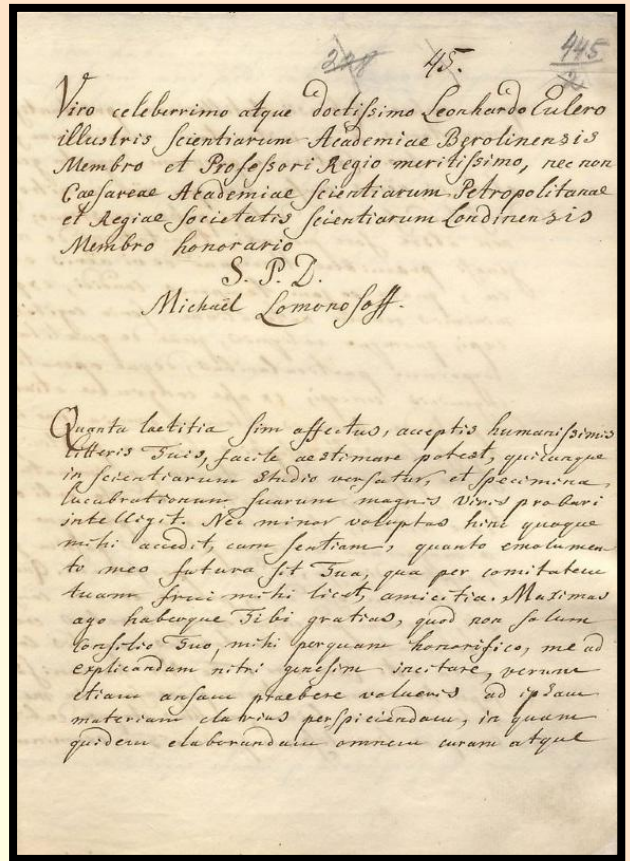 45.
445
2
Viro celeberrimo atque doctissimo Leonhardo Eulero
illustris scientiarum Academiae Berolinensis
Membro et Professori Regio meritissimo, nec non
Caesareae Academiae scientiarum Petropolitanae
et Regiae Societatis scientiarum Londinensis
Membro honorario
S. P. D.
Michaël Lomonosoff.
Quanta laetitia sim affectus, acceptis humanissimis
litteris Tuis, facile aestimare potest, quicunque
in scientiarum studio versatur, et specimina
lucubrationum suarum magnis viris probari
intelligit. Nec minor voluptas hinc quoque
mihi accedit, cum sentiam, quanto emolumen
to meo futura sit Tua, qua per comitatem
tuam frui mihi licet, amicitia. Maximas
ago habeoque Tibi gratias, quod non solum
consilio Tuo, mihi perquam honorifico, me ad
explicandam nitri genesim incitare, verum
etiam ansam praebere volueris ad ipsam
materiam clarius perspiciendam, in quam
quidem elaborandam omnem curam atque